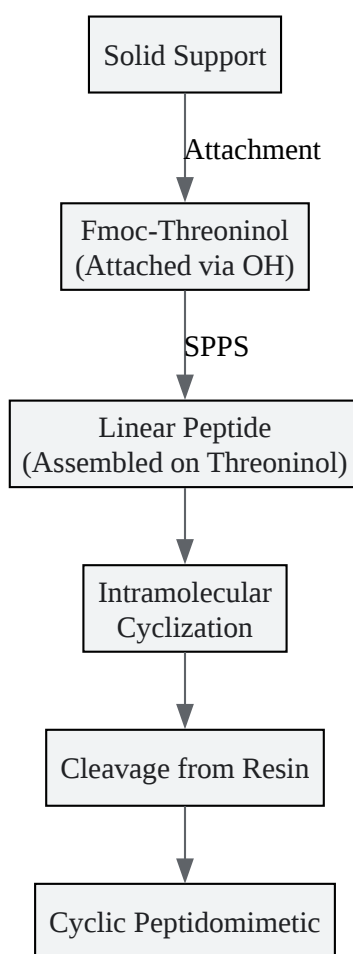 Solid Support
Attachment
Fmoc-Threoninol
(Attached via OH)
SPPS
Linear Peptide
(Assembled on Threoninol)
Intramolecular
Cyclization
Cleavage from Resin
Cyclic Peptidomimetic